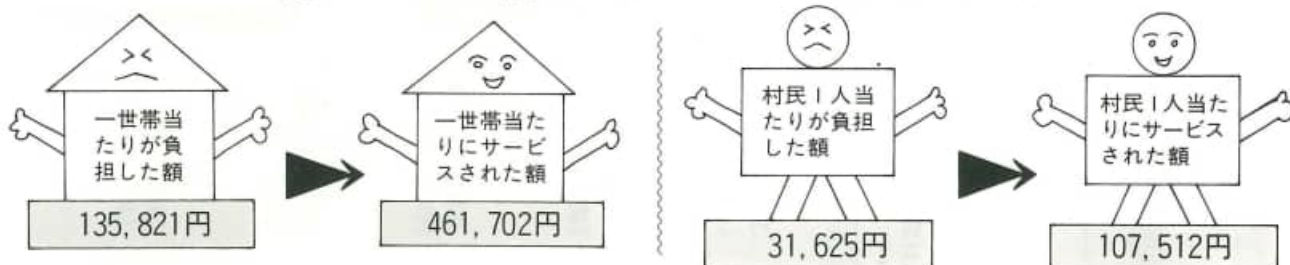 一世帯当
たりが負
担した額
135,821円
一世帯当た
りにサービ
スされた額
461,702円
村民1人当
たりが負担
した額
31,625円
村民1人当た
りにサービス
された額
107,512円